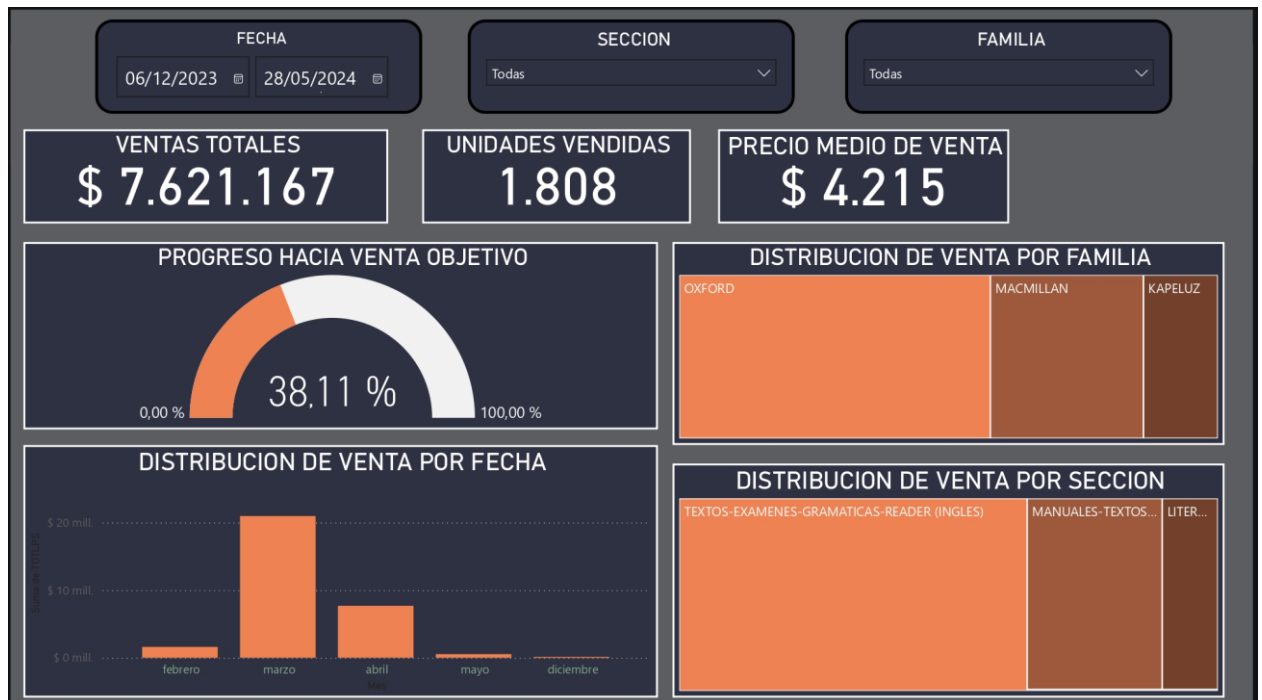 FECHA
06/12/2023
28/05/2024
SECCION
Todas
FAMILIA
Todas
VENTAS TOTALES
$ 7.621.167
UNIDADES VENDIDAS
1.808
PRECIO MEDIO DE VENTA
$ 4.215
PROGRESO HACIA VENTA OBJETIVO
38,11 %
0,00 %
100,00 %
DISTRIBUCION DE VENTA POR FAMILIA
OXFORD
MACMILLAN
KAPELUZ
DISTRIBUCION DE VENTA POR FECHA
$ 20 mill.
$ 10 mill.
$ 0 mill.
Suma de
febrero
marzo
abril
mayo
diciembre
Mes
DISTRIBUCION DE VENTA POR SECCION
TEXTOS-EXAMENES-GRAMATICAS-READER (INGLES)
MANUALES-TEXTOS...
LITER...